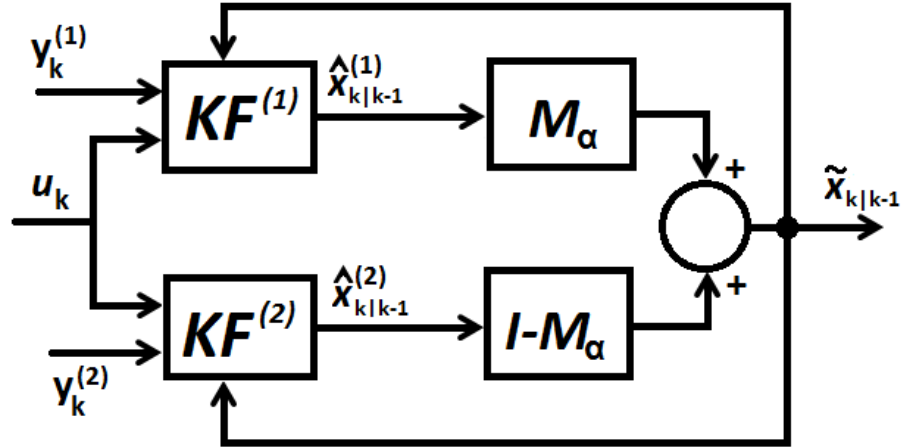 y_k^(1)
x̂_k|k-1^(1)
KF^(1)
M_α
u_k
+
x̃_k|k-1
+
x̂_k|k-1^(2)
KF^(2)
I-M_α
y_k^(2)